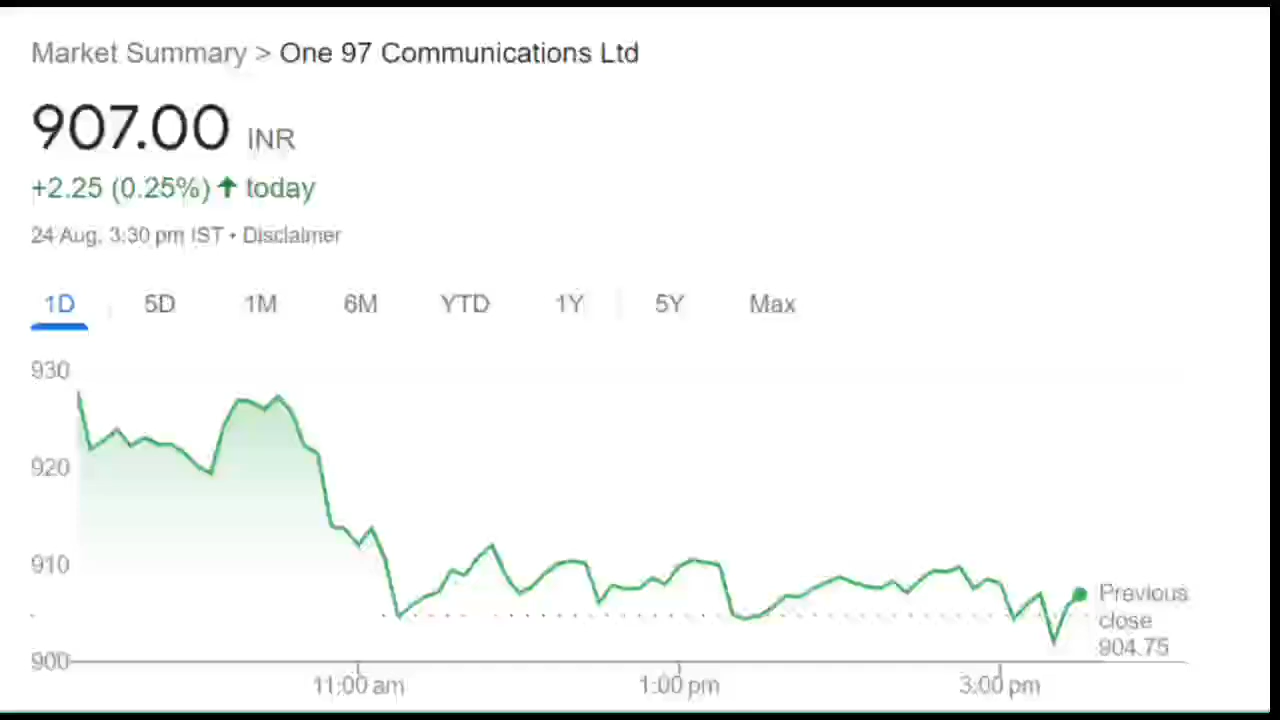 Market Summary > One 97 Communications Ltd
907.00 INR
+2.25 (0.25%) ↑ today
24 Aug, 3:30 pm IST • Disclaimer
1D 5D 1M 6M YTD 1Y 5Y Max
930
920
910
900
Previous
close
904.75
11:00 am 1:00 pm 3:00 pm